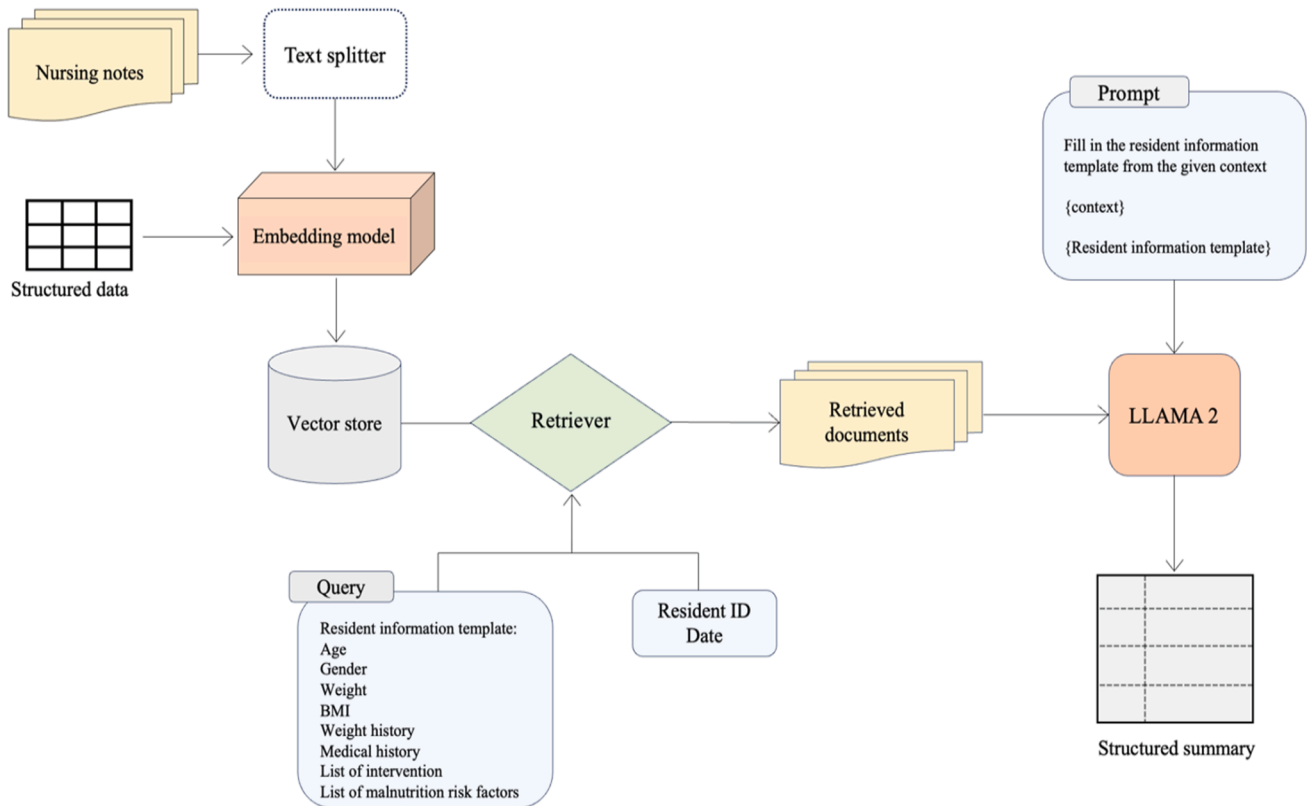 Nursing notes
Text splitter
Prompt
Fill in the resident information
template from the given context
{context}
{Resident information template}
Embedding model
Structured data
Vector store
Retriever
Retrieved
documents
LLAMA 2
Query
Resident information template:
Age
Gender
Weight
BMI
Weight history
Medical history
List of intervention
List of malnutrition risk factors
Resident ID
Date
Structured summary